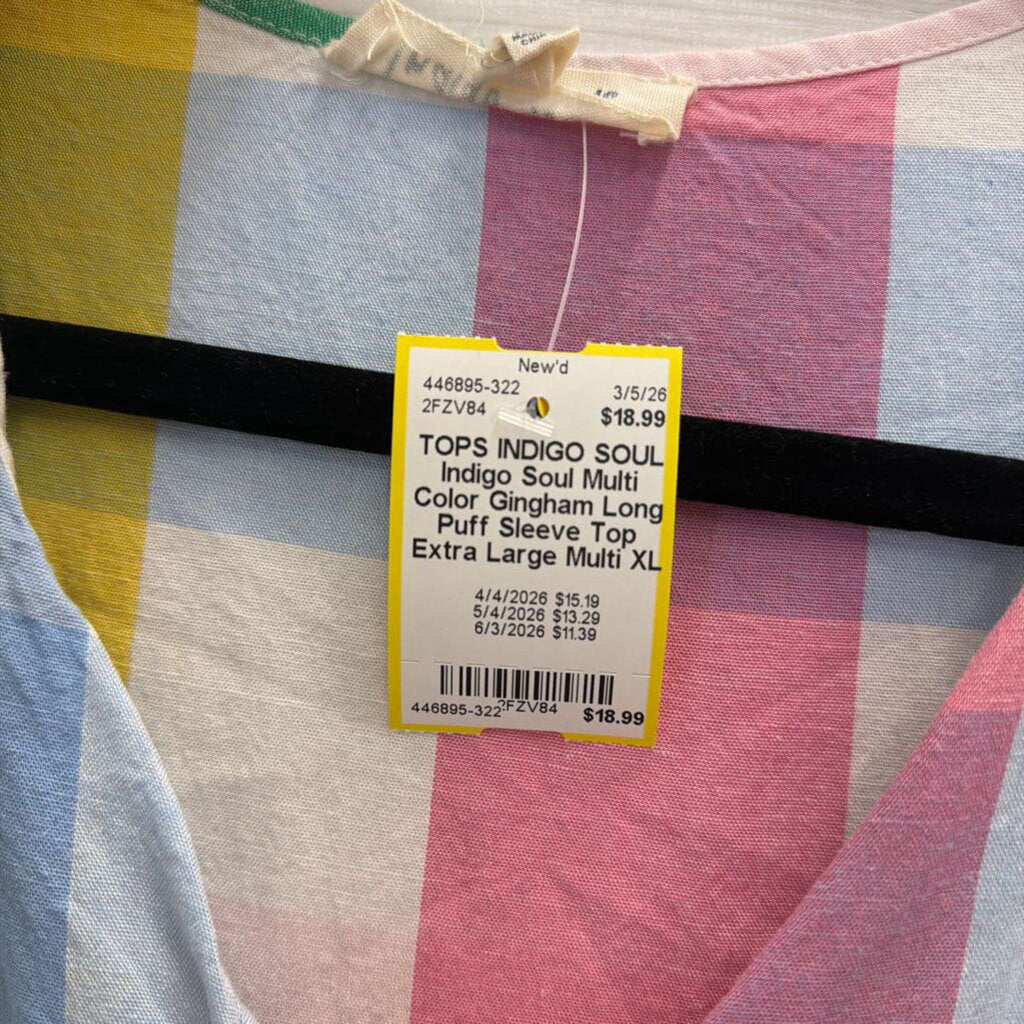 New'd
446895-322 3/5/26
2FZV84 $18.99
TOPS INDIGO SOUL
Indigo Soul Multi
Color Gingham Long
Puff Sleeve Top
Extra Large Multi XL
4/4/2026 $15.19
5/4/2026 $13.29
6/3/2026 $11.39
446895-322 2FZV84 $18.99